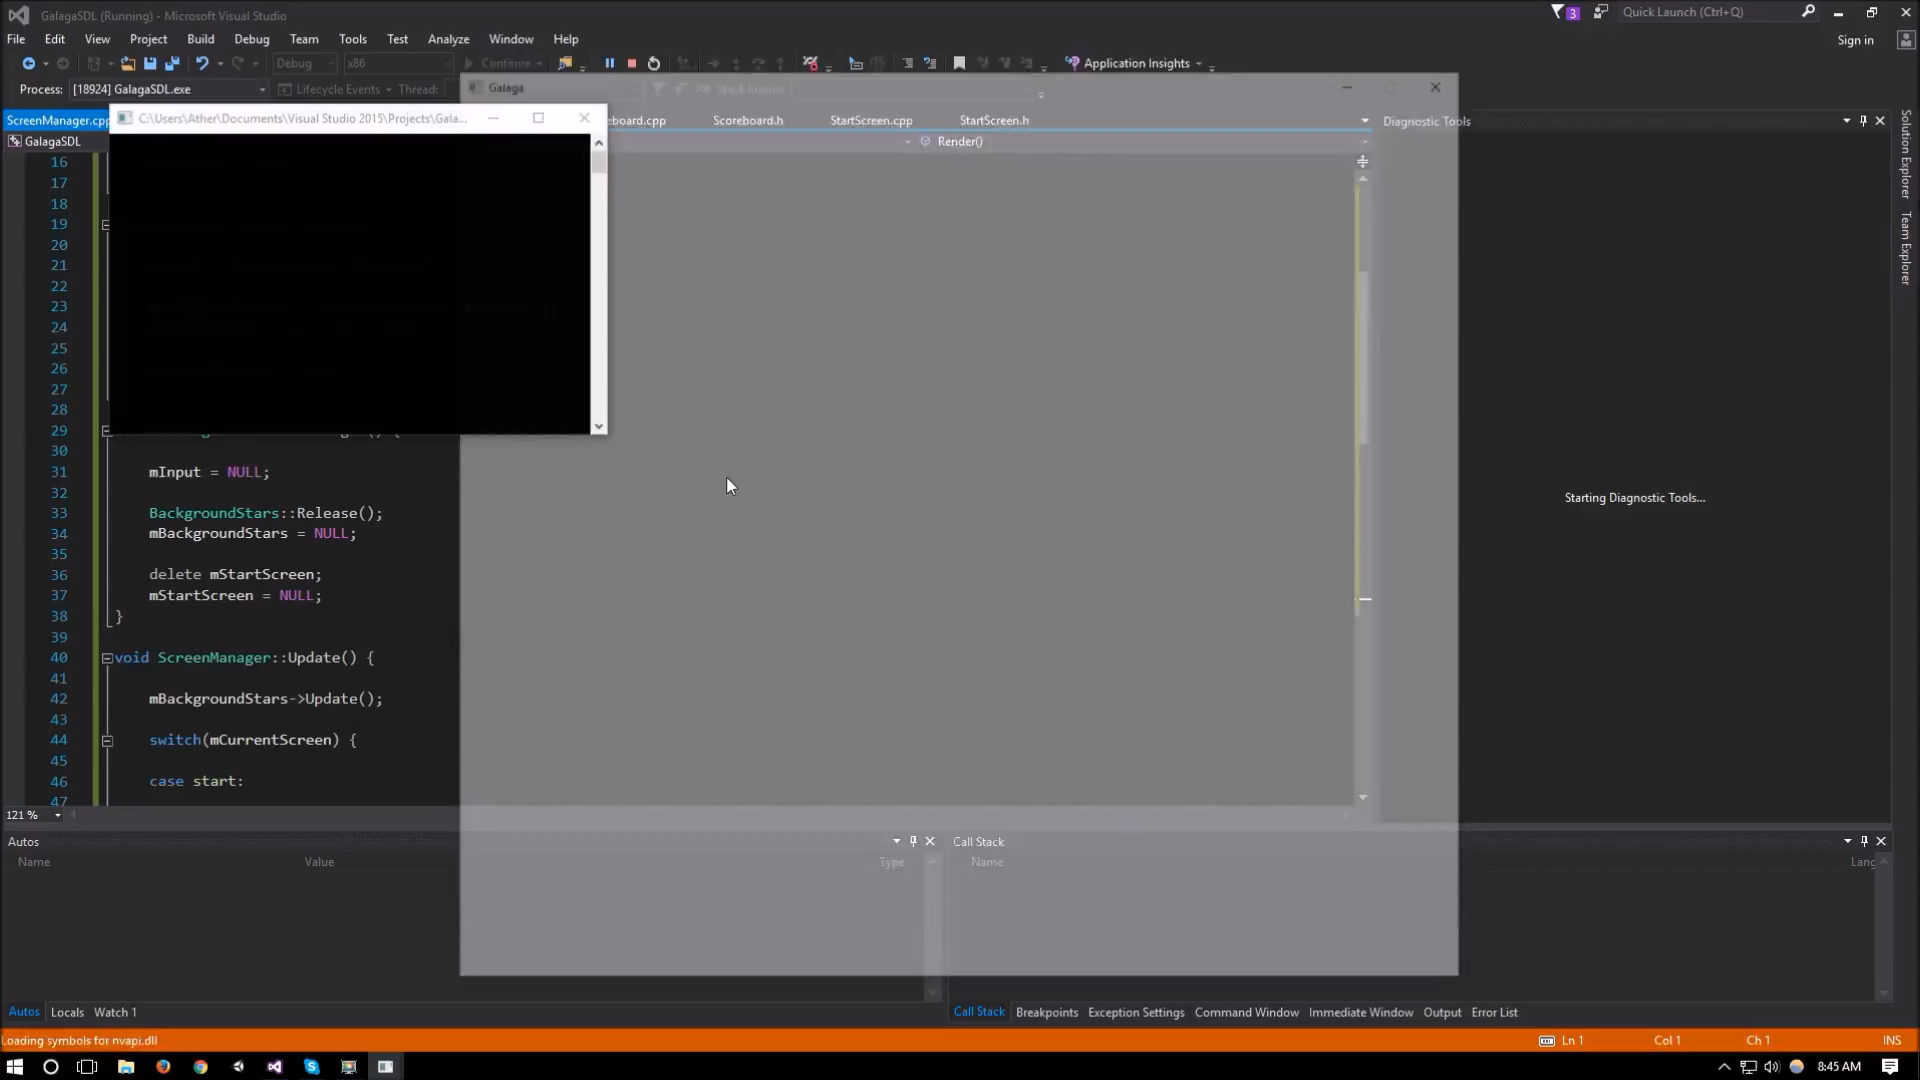 GalagaSDL (Running) - Microsoft Visual Studio
3
Quick Launch (Ctrl+Q)
File Edit View Project Build Debug Team Tools Test Analyze Window Help
Sign in
Debug x86 Continue Application Insights
Process: [18924] GalagaSDL.exe Lifecycle Events Thread:
Galaga
ScreenManager.cpp
C:\Users\Ather\Documents\Visual Studio 2015\Projects\Gala...
eboard.cpp Scoreboard.h StartScreen.cpp StartScreen.h
Diagnostic Tools
GalagaSDL
Render()
Solution Explorer
Team Explorer
16
17
18
19
20
21
22
23
24
25
26
27
28
29
30
31 mInput = NULL;
32
33 BackgroundStars::Release();
34 mBackgroundStars = NULL;
35
36 delete mStartScreen;
37 mStartScreen = NULL;
38 }
39
40 void ScreenManager::Update() {
41
42 mBackgroundStars->Update();
43
44 switch(mCurrentScreen) {
45
46 case start:
47
Starting Diagnostic Tools...
121 %
Autos
Name Value Type
Call Stack
Name Lang
Autos Locals Watch 1
Call Stack Breakpoints Exception Settings Command Window Immediate Window Output Error List
Loading symbols for nvapi.dll
Ln 1 Col 1 Ch 1 INS
8:45 AM